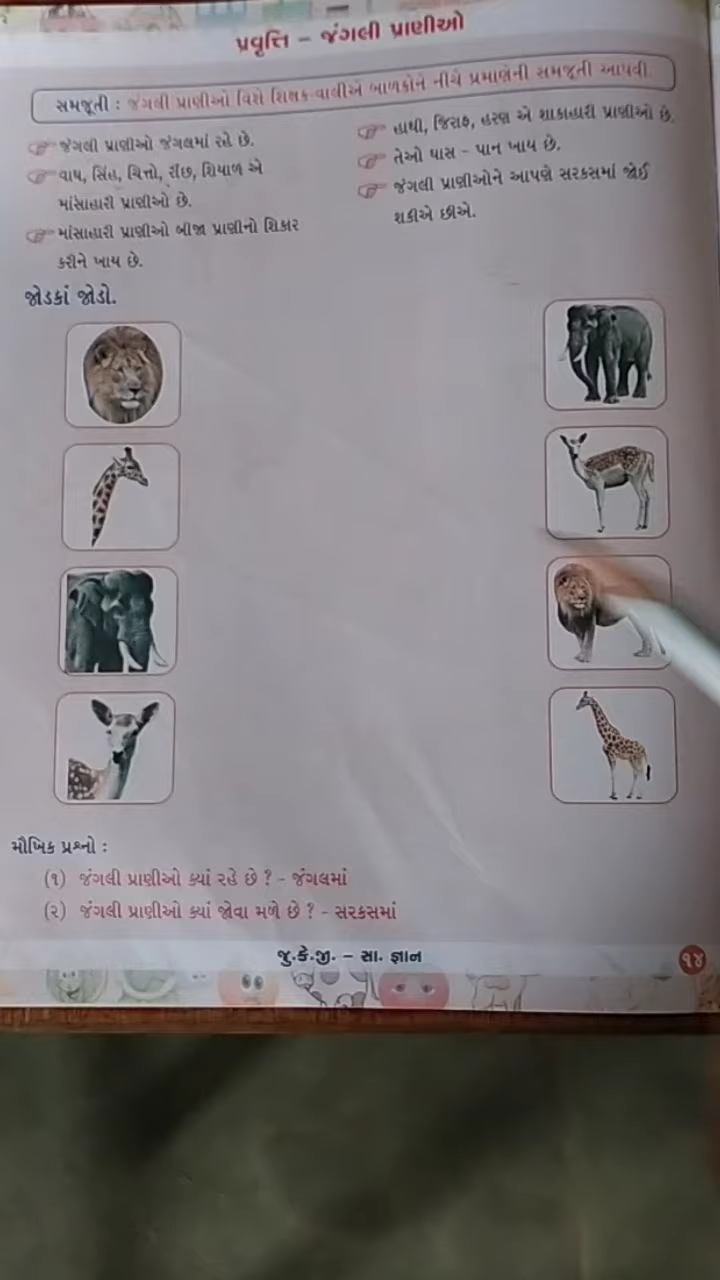 પ્રવૃત્તિ – જંગલી પ્રાણીઓ
સમજૂતી : જંગલી પ્રાણીઓ વિશે શિક્ષક-વાલીએ બાળકોને નીચે પ્રમાણેની સમજૂતી આપવી.
જંગલી પ્રાણીઓ જંગલમાં રહે છે.
વાઘ, સિંહ, ચિત્તો, રીંછ, શિયાળ એ
માંસાહારી પ્રાણીઓ છે.
માંસાહારી પ્રાણીઓ બીજા પ્રાણીનો શિકાર
કરીને ખાય છે.
હાથી, જિરાફ, હરણ એ શાકાહારી પ્રાણીઓ છે.
તેઓ ઘાસ – પાન ખાય છે.
જંગલી પ્રાણીઓને આપણે સરકસમાં જોઈ
શકીએ છીએ.
જોડકાં જોડો.
મૌખિક પ્રશ્નો :
(૧) જંગલી પ્રાણીઓ ક્યાં રહે છે ? – જંગલમાં
(૨) જંગલી પ્રાણીઓ ક્યાં જોવા મળે છે ? – સરકસમાં
જુ.કે.જી. – સા. જ્ઞાન
૧૪